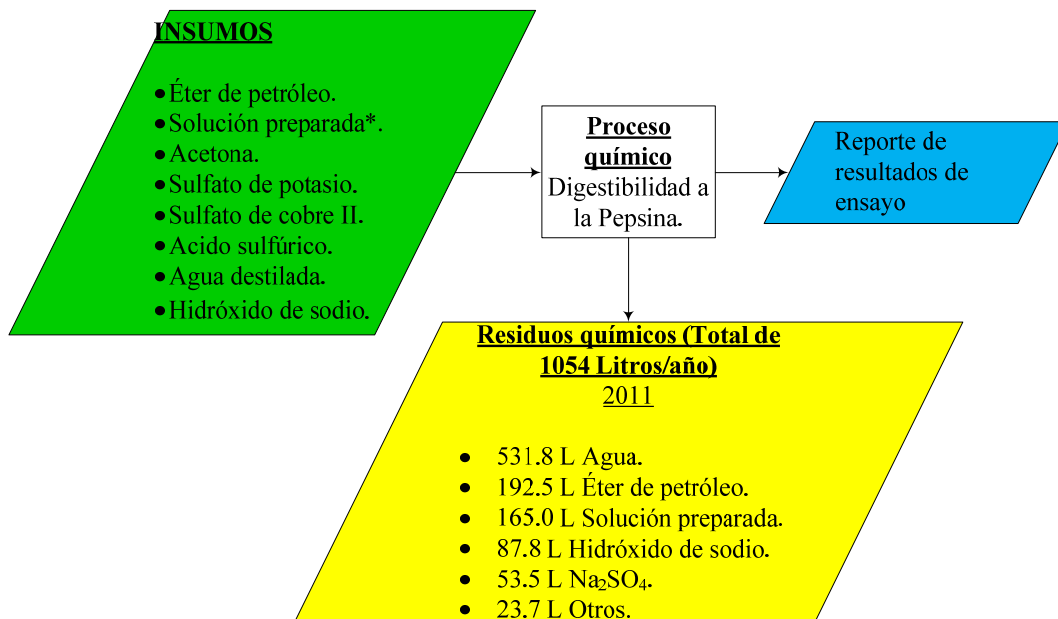 INSUMOS
• Éter de petróleo.
• Solución preparada*.
• Acetona.
• Sulfato de potasio.
• Sulfato de cobre II.
• Acido sulfúrico.
• Agua destilada.
• Hidróxido de sodio.
Proceso
químico
Digestibilidad a
la Pepsina.
Reporte de
resultados de
ensayo
Residuos químicos (Total de
1054 Litros/año)
2011
• 531.8 L Agua.
• 192.5 L Éter de petróleo.
• 165.0 L Solución preparada.
• 87.8 L Hidróxido de sodio.
• 53.5 L Na₂SO₄.
• 23.7 L Otros.